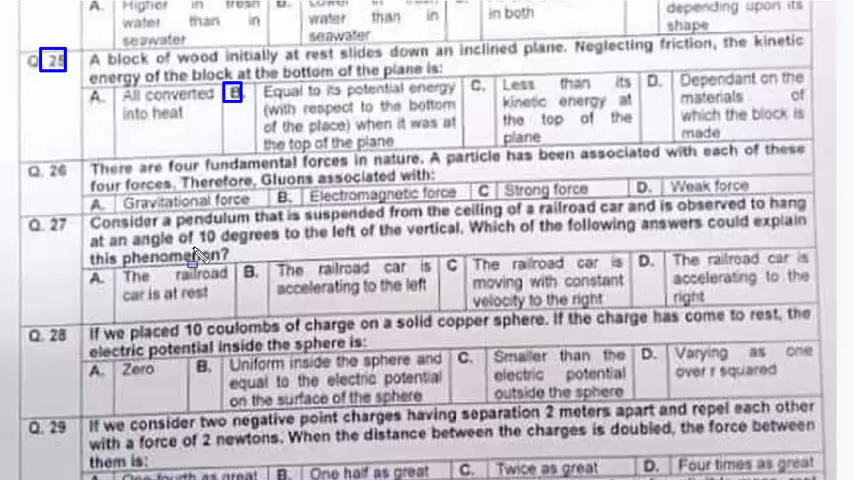 A. Higher in fresh water than in seawater
water than in seawater
in both
depending upon its shape
Q 25 A block of wood initially at rest slides down an inclined plane. Neglecting friction, the kinetic
energy of the block at the bottom of the plane is:
A. All converted into heat
B. Equal to its potential energy (with respect to the bottom of the place) when it was at the top of the plane
C. Less than its kinetic energy at the top of the plane
D. Dependant on the materials of which the block is made
Q. 26 There are four fundamental forces in nature. A particle has been associated with each of these
four forces. Therefore, Gluons associated with:
A. Gravitational force B. Electromagnetic force C Strong force D. Weak force
Q. 27 Consider a pendulum that is suspended from the ceiling of a railroad car and is observed to hang
at an angle of 10 degrees to the left of the vertical. Which of the following answers could explain
this phenomenon?
A. The railroad car is at rest
B. The railroad car is accelerating to the left
C The railroad car is moving with constant velocity to the right
D. The railroad car is accelerating to the right
Q. 28 If we placed 10 coulombs of charge on a solid copper sphere. If the charge has come to rest, the
electric potential inside the sphere is:
A. Zero
B. Uniform inside the sphere and equal to the electric potential on the surface of the sphere
C. Smaller than the electric potential outside the sphere
D. Varying as one over r squared
Q. 29 If we consider two negative point charges having separation 2 meters apart and repel each other
with a force of 2 newtons. When the distance between the charges is doubled, the force between
them is:
One-fourth as great B. One half as great C. Twice as great D. Four times as great